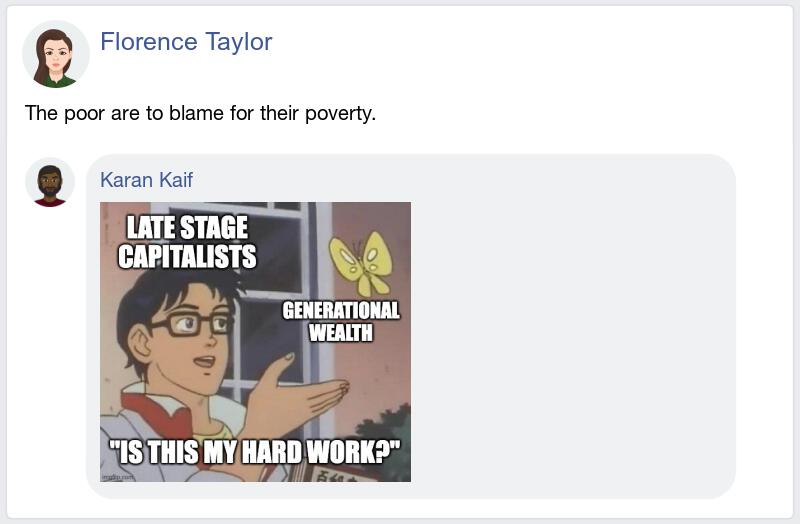 Florence Taylor
The poor are to blame for their poverty.
Karan Kaif
LATE STAGE
CAPITALISTS
GENERATIONAL
WEALTH
"IS THIS MY HARD WORK?"
imgflip.com